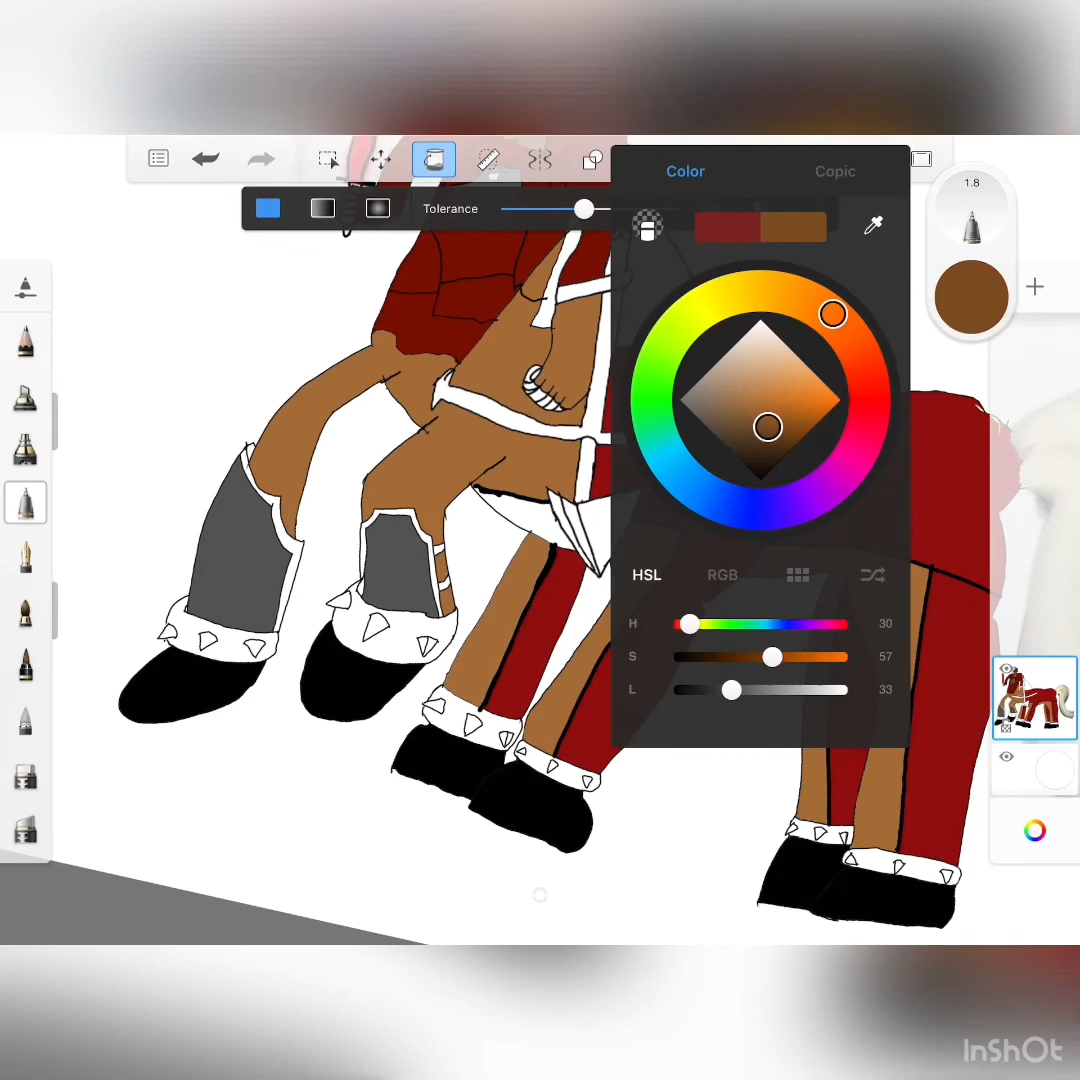 1.8
Color Copic
Tolerance
HSL RGB
H 30
S 57
L 33
InShOt